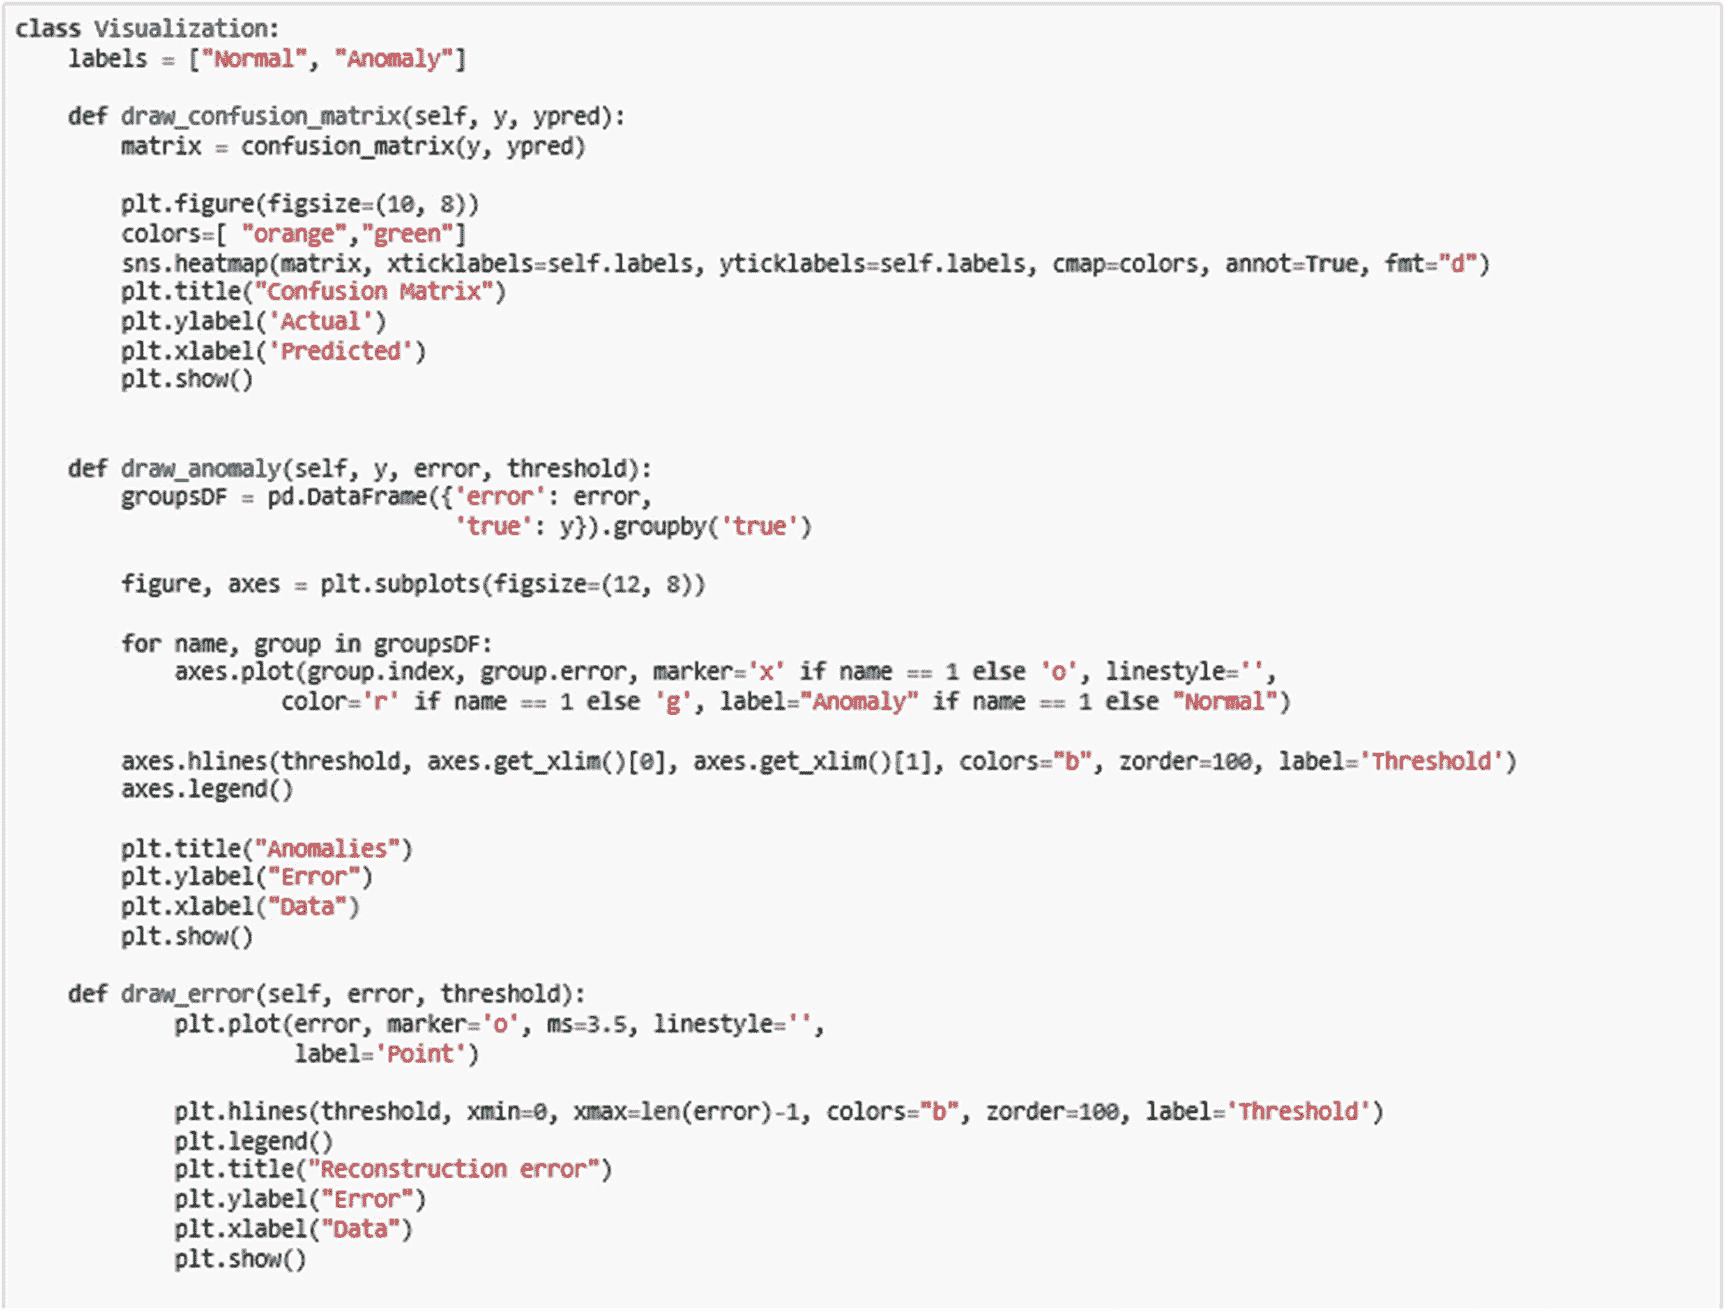 class Visualization:
    labels = ["Normal", "Anomaly"]

    def draw_confusion_matrix(self, y, ypred):
        matrix = confusion_matrix(y, ypred)

        plt.figure(figsize=(10, 8))
        colors=[ "orange","green"]
        sns.heatmap(matrix, xticklabels=self.labels, yticklabels=self.labels, cmap=colors, annot=True, fmt="d")
        plt.title("Confusion Matrix")
        plt.ylabel('Actual')
        plt.xlabel('Predicted')
        plt.show()


    def draw_anomaly(self, y, error, threshold):
        groupsDF = pd.DataFrame({'error': error,
                                 'true': y}).groupby('true')

        figure, axes = plt.subplots(figsize=(12, 8))

        for name, group in groupsDF:
            axes.plot(group.index, group.error, marker='x' if name == 1 else 'o', linestyle='',
                    color='r' if name == 1 else 'g', label="Anomaly" if name == 1 else "Normal")

        axes.hlines(threshold, axes.get_xlim()[0], axes.get_xlim()[1], colors="b", zorder=100, label='Threshold')
        axes.legend()

        plt.title("Anomalies")
        plt.ylabel("Error")
        plt.xlabel("Data")
        plt.show()

    def draw_error(self, error, threshold):
            plt.plot(error, marker='o', ms=3.5, linestyle='',
                     label='Point')

            plt.hlines(threshold, xmin=0, xmax=len(error)-1, colors="b", zorder=100, label='Threshold')
            plt.legend()
            plt.title("Reconstruction error")
            plt.ylabel("Error")
            plt.xlabel("Data")
            plt.show()